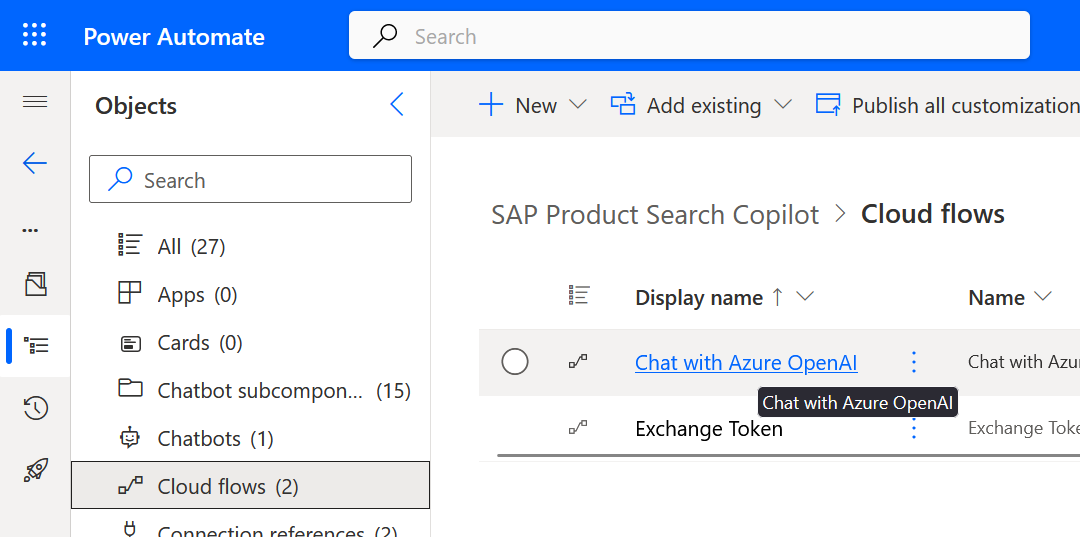 Power Automate
Search
Objects
New
Add existing
Publish all customization
Search
SAP Product Search Copilot > Cloud flows
All (27)
Apps (0)
Cards (0)
Chatbot subcompon... (15)
Chatbots (1)
Cloud flows (2)
Connection references (2)
Display name ↑
Name
Chat with Azure OpenAI
Chat with Azu
Chat with Azure OpenAI
Exchange Token
Exchange Toke